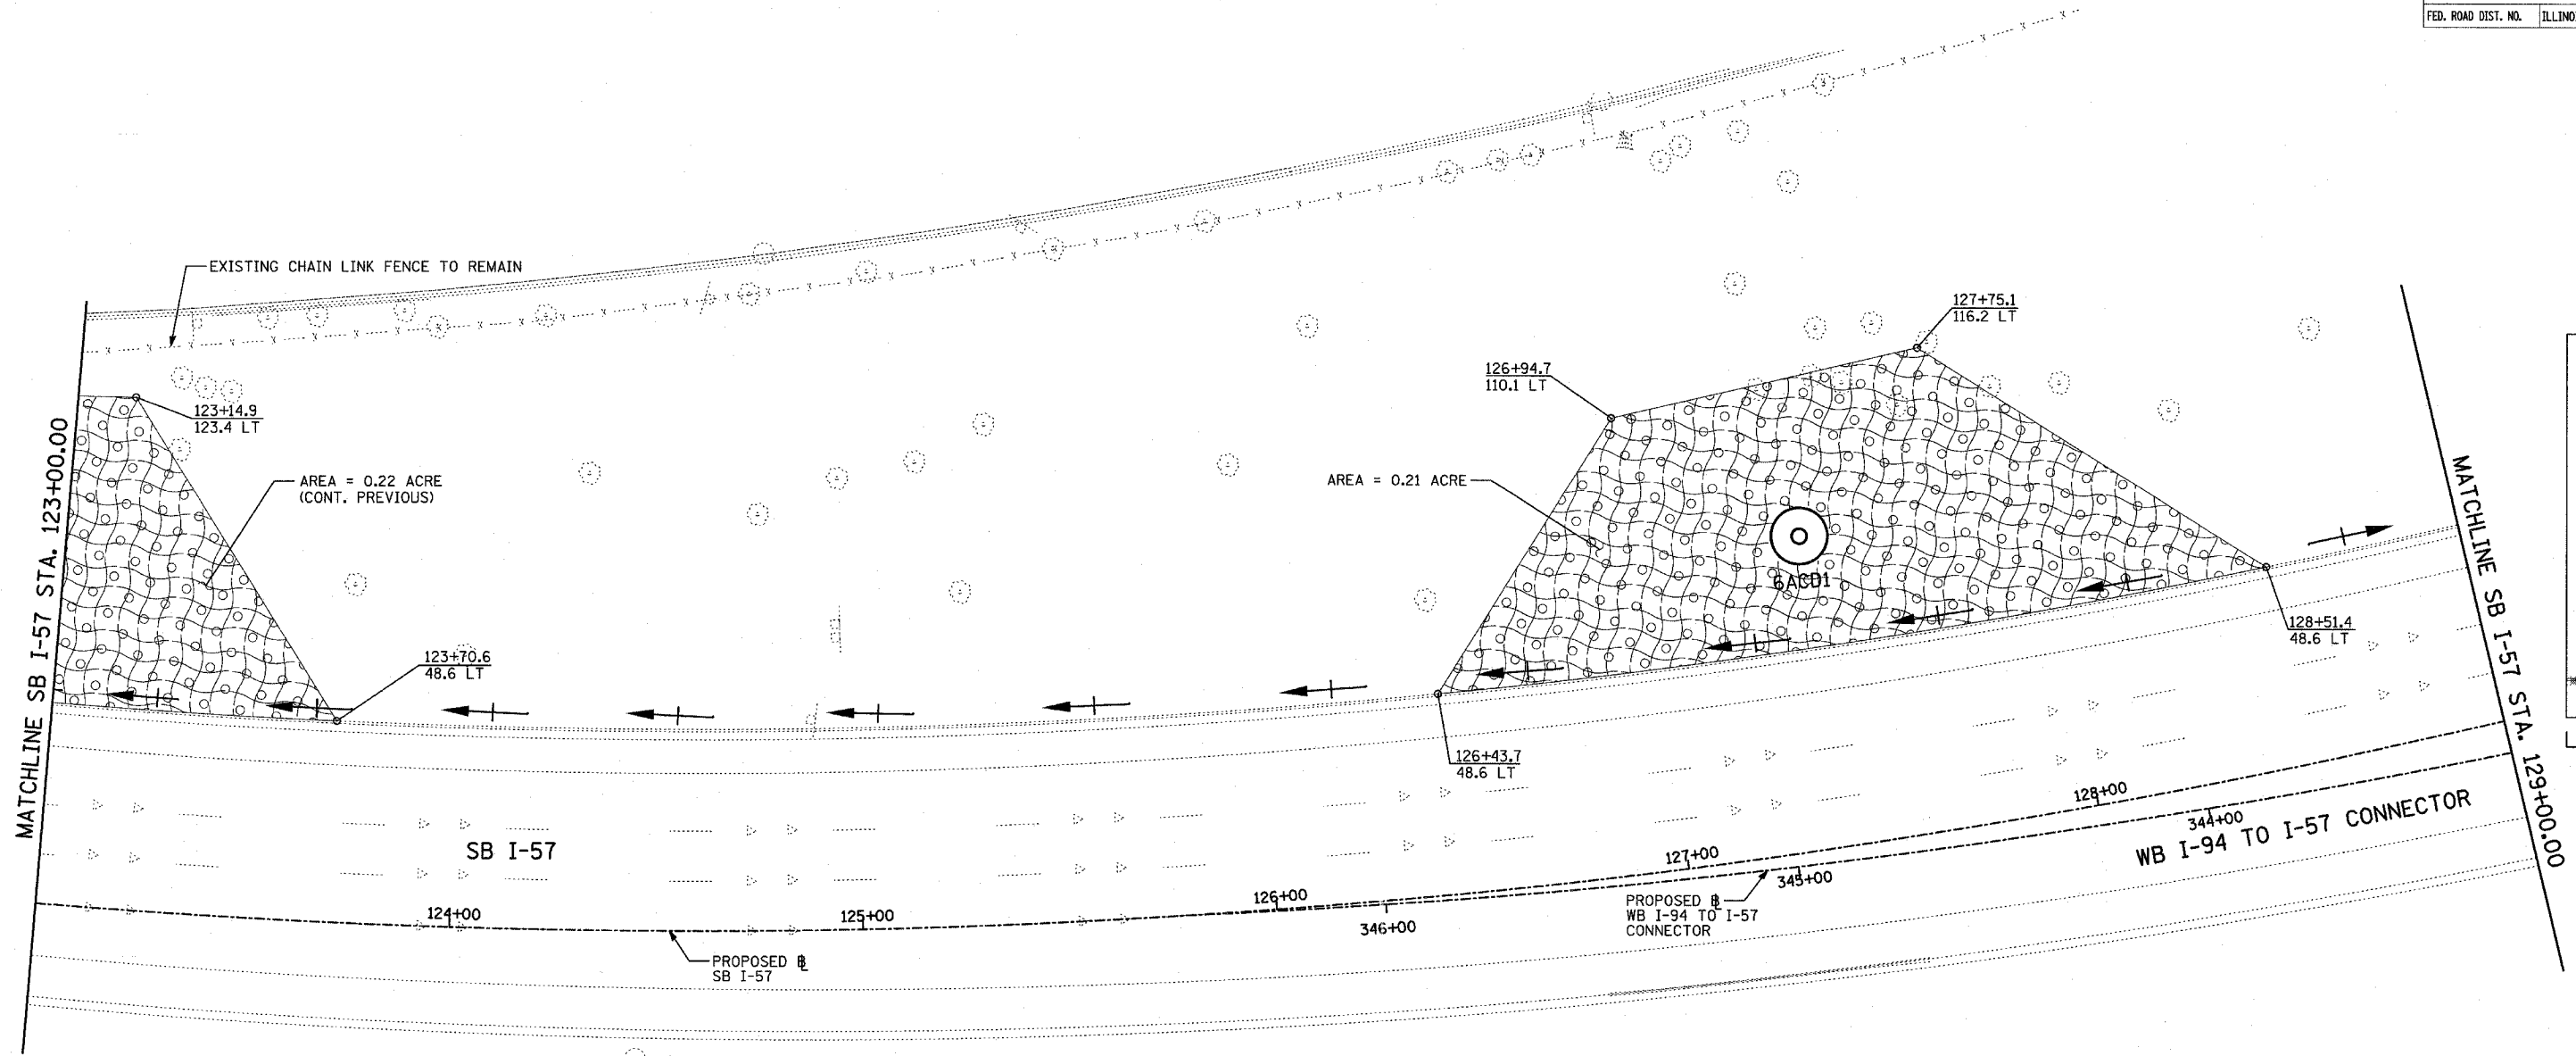 FED. ROAD DIST. NO.
EXISTING CHAIN LINK FENCE TO REMAIN
127+75.1
116.2 LT
126+94.7
110.1 LT
123+14.9
123.4 LT
AREA = 0.22 ACRE
(CONT. PREVIOUS)
AREA = 0.21 ACRE
6ACD1
MATCHLINE SB I-57 STA. 123+00.00
MATCHLINE SB I-57 STA. 129+00.00
123+70.6
48.6 LT
128+51.4
48.6 LT
126+43.7
48.6 LT
SB I-57
128+00
344+00
WB I-94 TO I-57 CONNECTOR
127+00
345+00
126+00
346+00
124+00
125+00
PROPOSED BL
WB I-94 TO I-57
CONNECTOR
PROPOSED BL
SB I-57